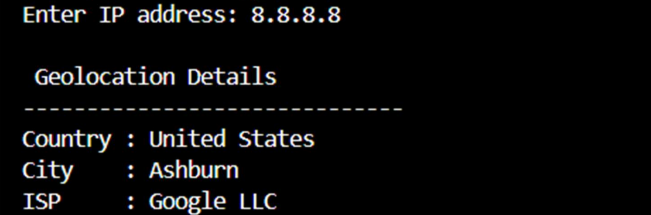 Enter IP address: 8.8.8.8
Geolocation Details
------------------------------
Country : United States
City    : Ashburn
ISP     : Google LLC